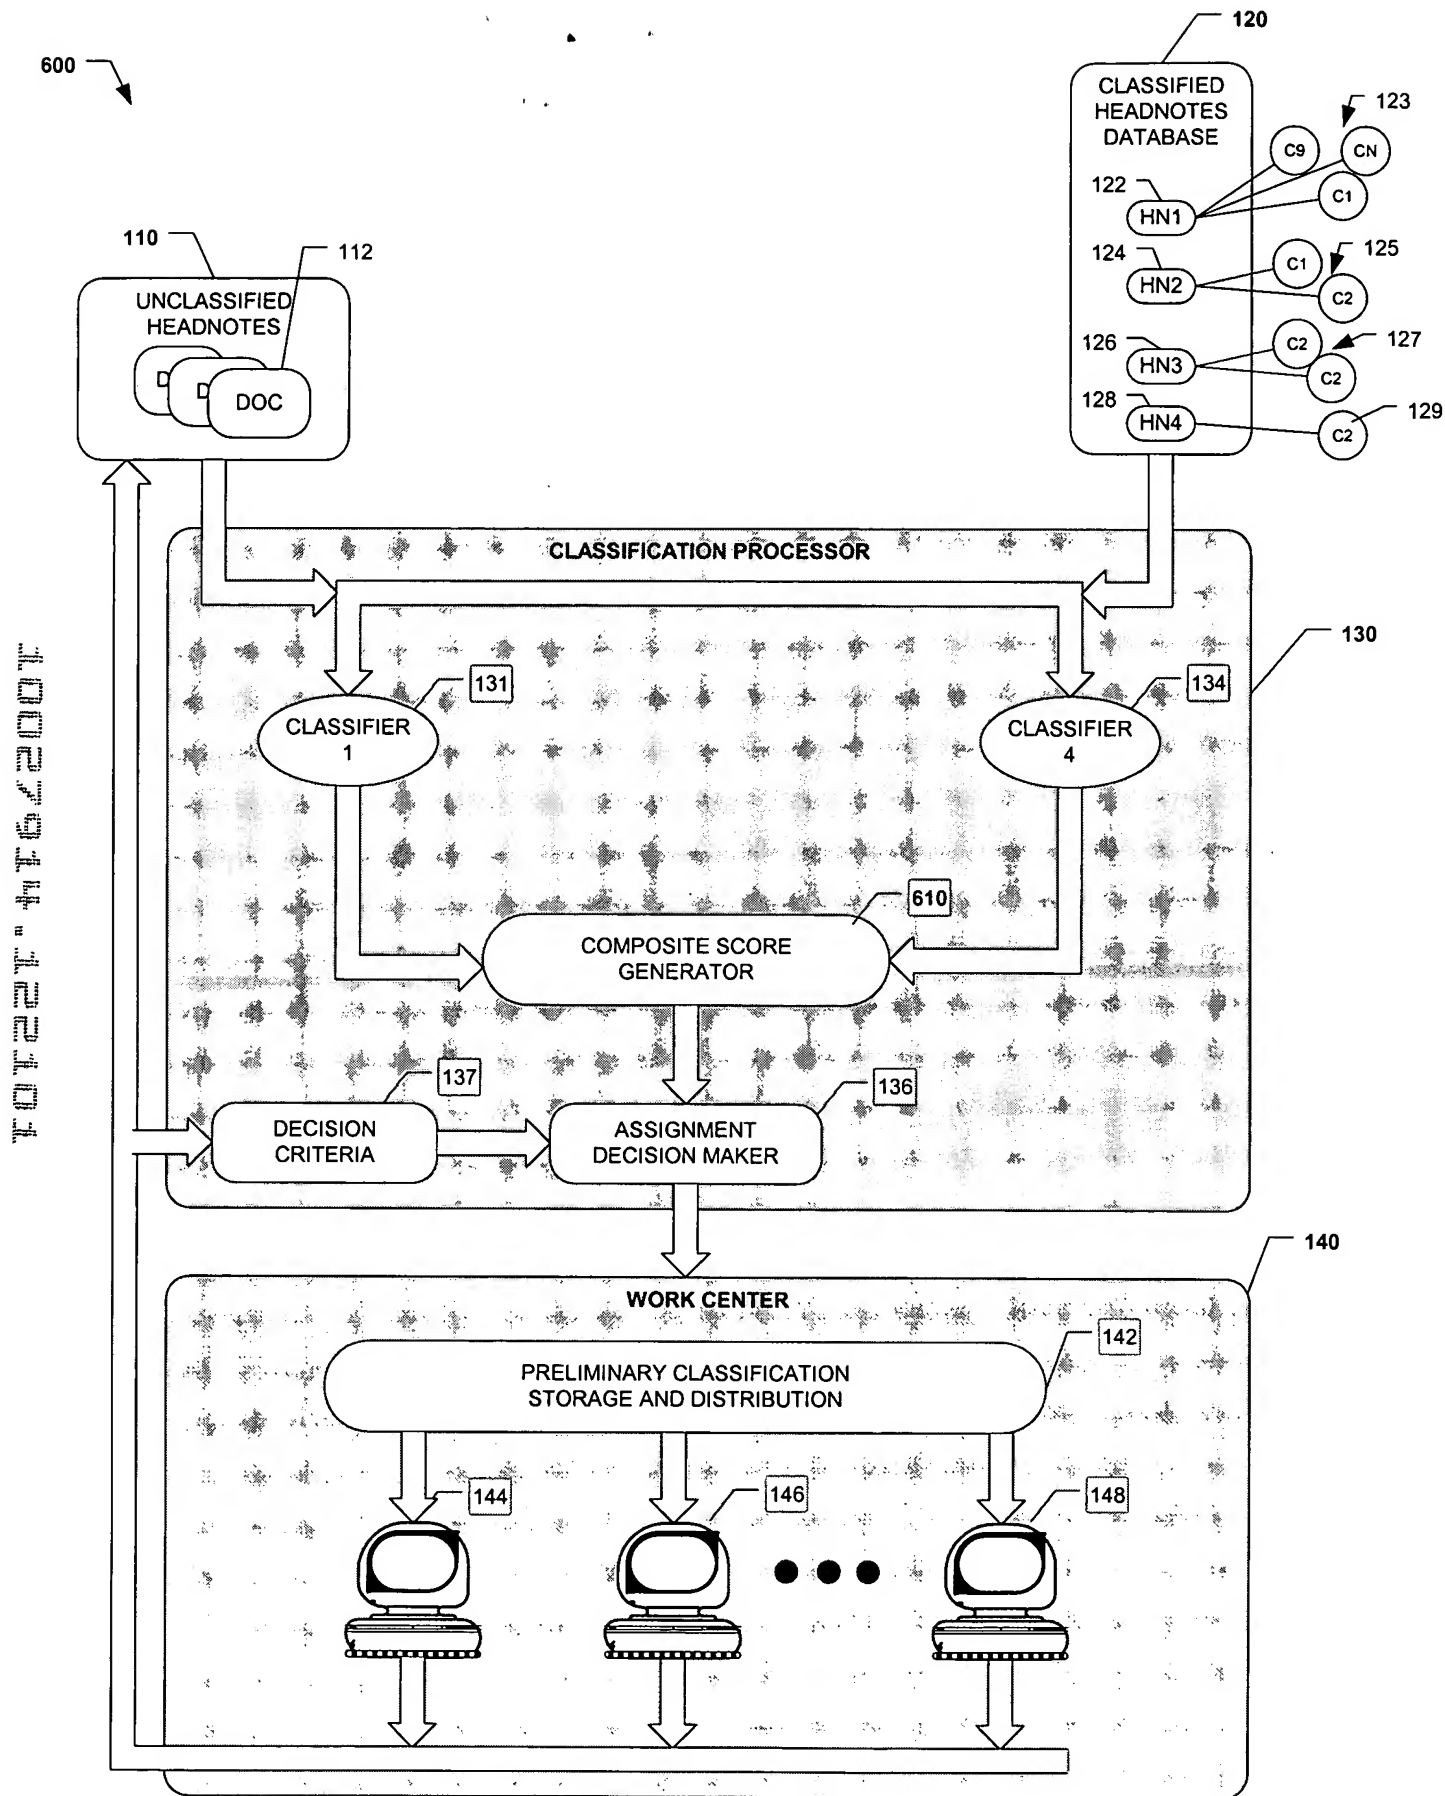 120
600
CLASSIFIED
HEADNOTES
DATABASE
123
C9
CN
C1
122
HN1
110
112
124
HN2
C1
125
C2
UNCLASSIFIED
HEADNOTES
126
HN3
C2
127
C2
D
D
DOC
128
HN4
C2
129
CLASSIFICATION PROCESSOR
130
131
134
CLASSIFIER
1
CLASSIFIER
4
610
COMPOSITE SCORE
GENERATOR
137
136
DECISION
CRITERIA
ASSIGNMENT
DECISION MAKER
140
WORK CENTER
142
PRELIMINARY CLASSIFICATION
STORAGE AND DISTRIBUTION
144
146
148
10027914.122101